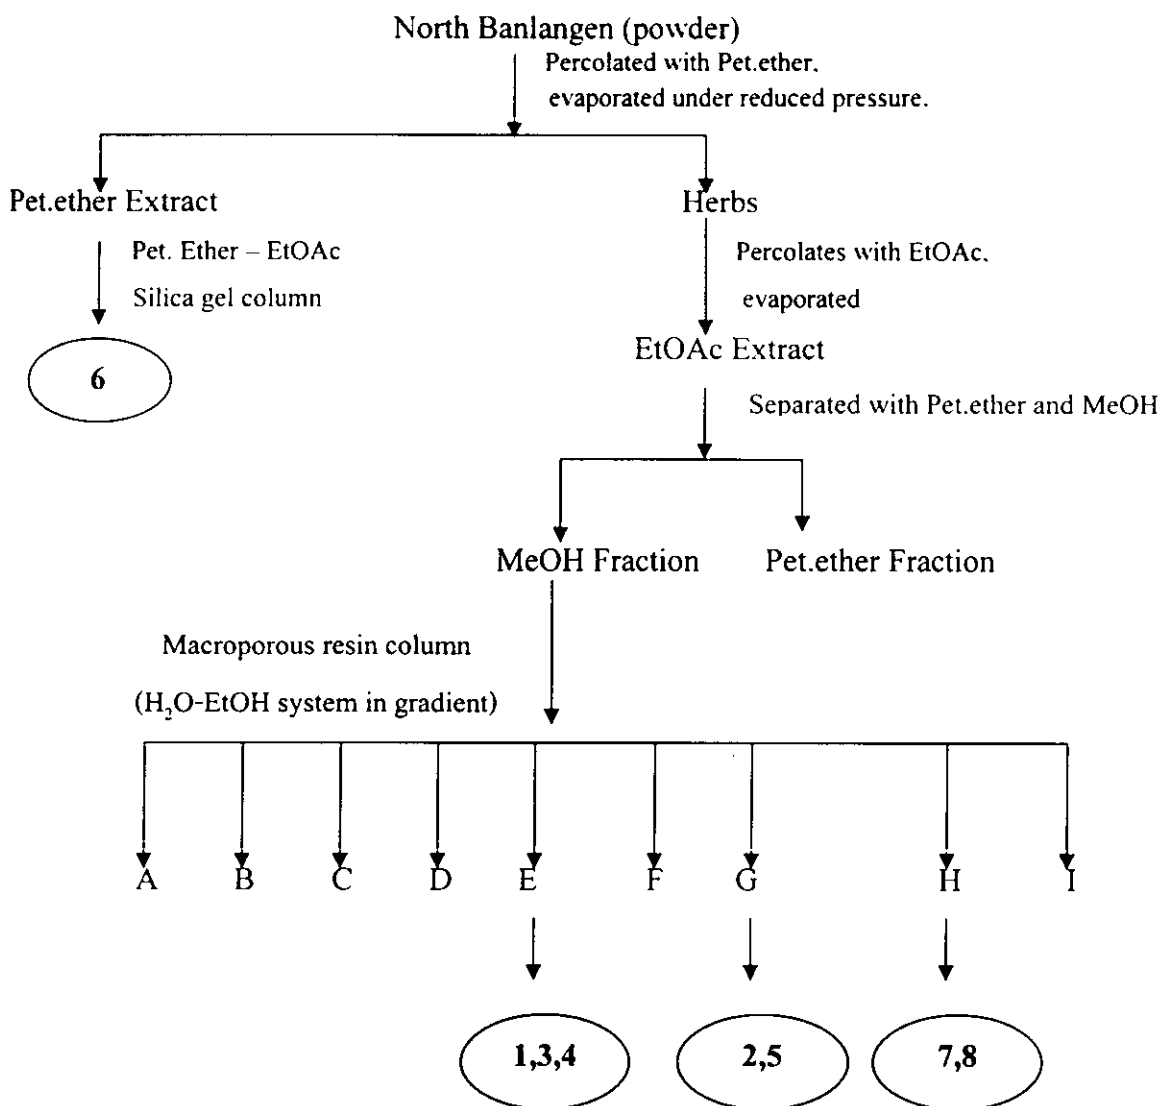 North Banlangen (powder)
Percolated with Pet.ether,
evaporated under reduced pressure.
Pet.ether Extract
Herbs
Pet. Ether – EtOAc
Silica gel column
Percolates with EtOAc,
evaporated
6
EtOAc Extract
Separated with Pet.ether and MeOH
MeOH Fraction
Pet.ether Fraction
Macroporous resin column
(H₂O-EtOH system in gradient)
A B C D E F G H I
1,3,4
2,5
7,8